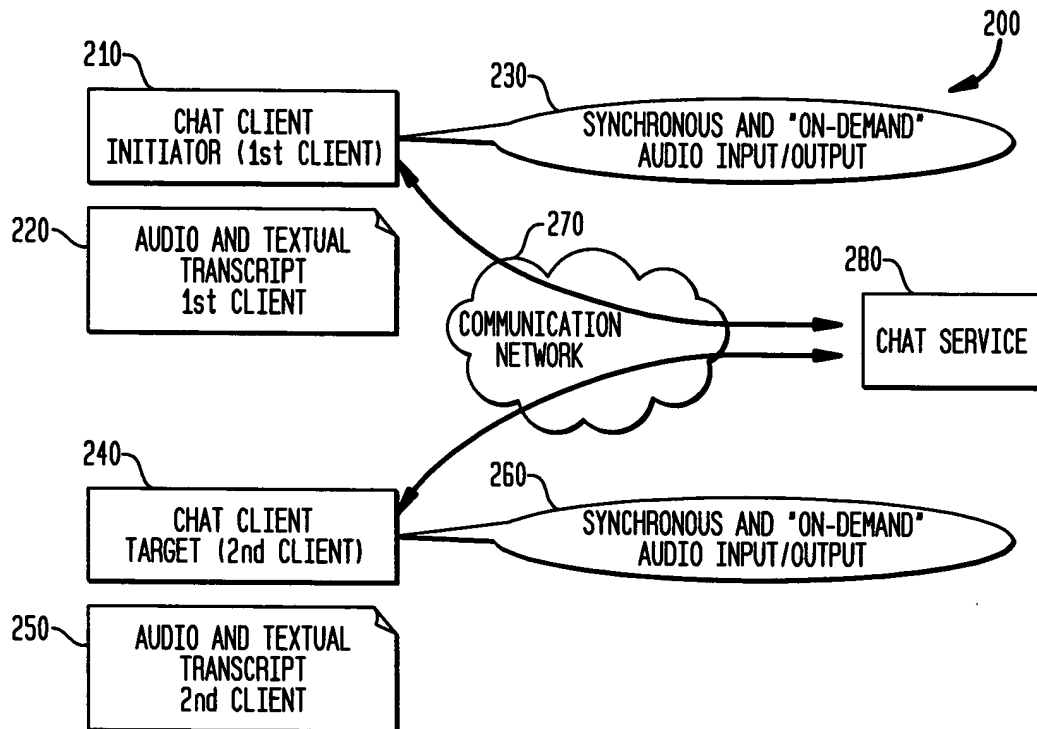 200
210
CHAT CLIENT
INITIATOR (1st CLIENT)
230
SYNCHRONOUS AND "ON-DEMAND"
AUDIO INPUT/OUTPUT
220
AUDIO AND TEXTUAL
TRANSCRIPT
1st CLIENT
270
COMMUNICATION
NETWORK
280
CHAT SERVICE
240
CHAT CLIENT
TARGET (2nd CLIENT)
260
SYNCHRONOUS AND "ON-DEMAND"
AUDIO INPUT/OUTPUT
250
AUDIO AND TEXTUAL
TRANSCRIPT
2nd CLIENT